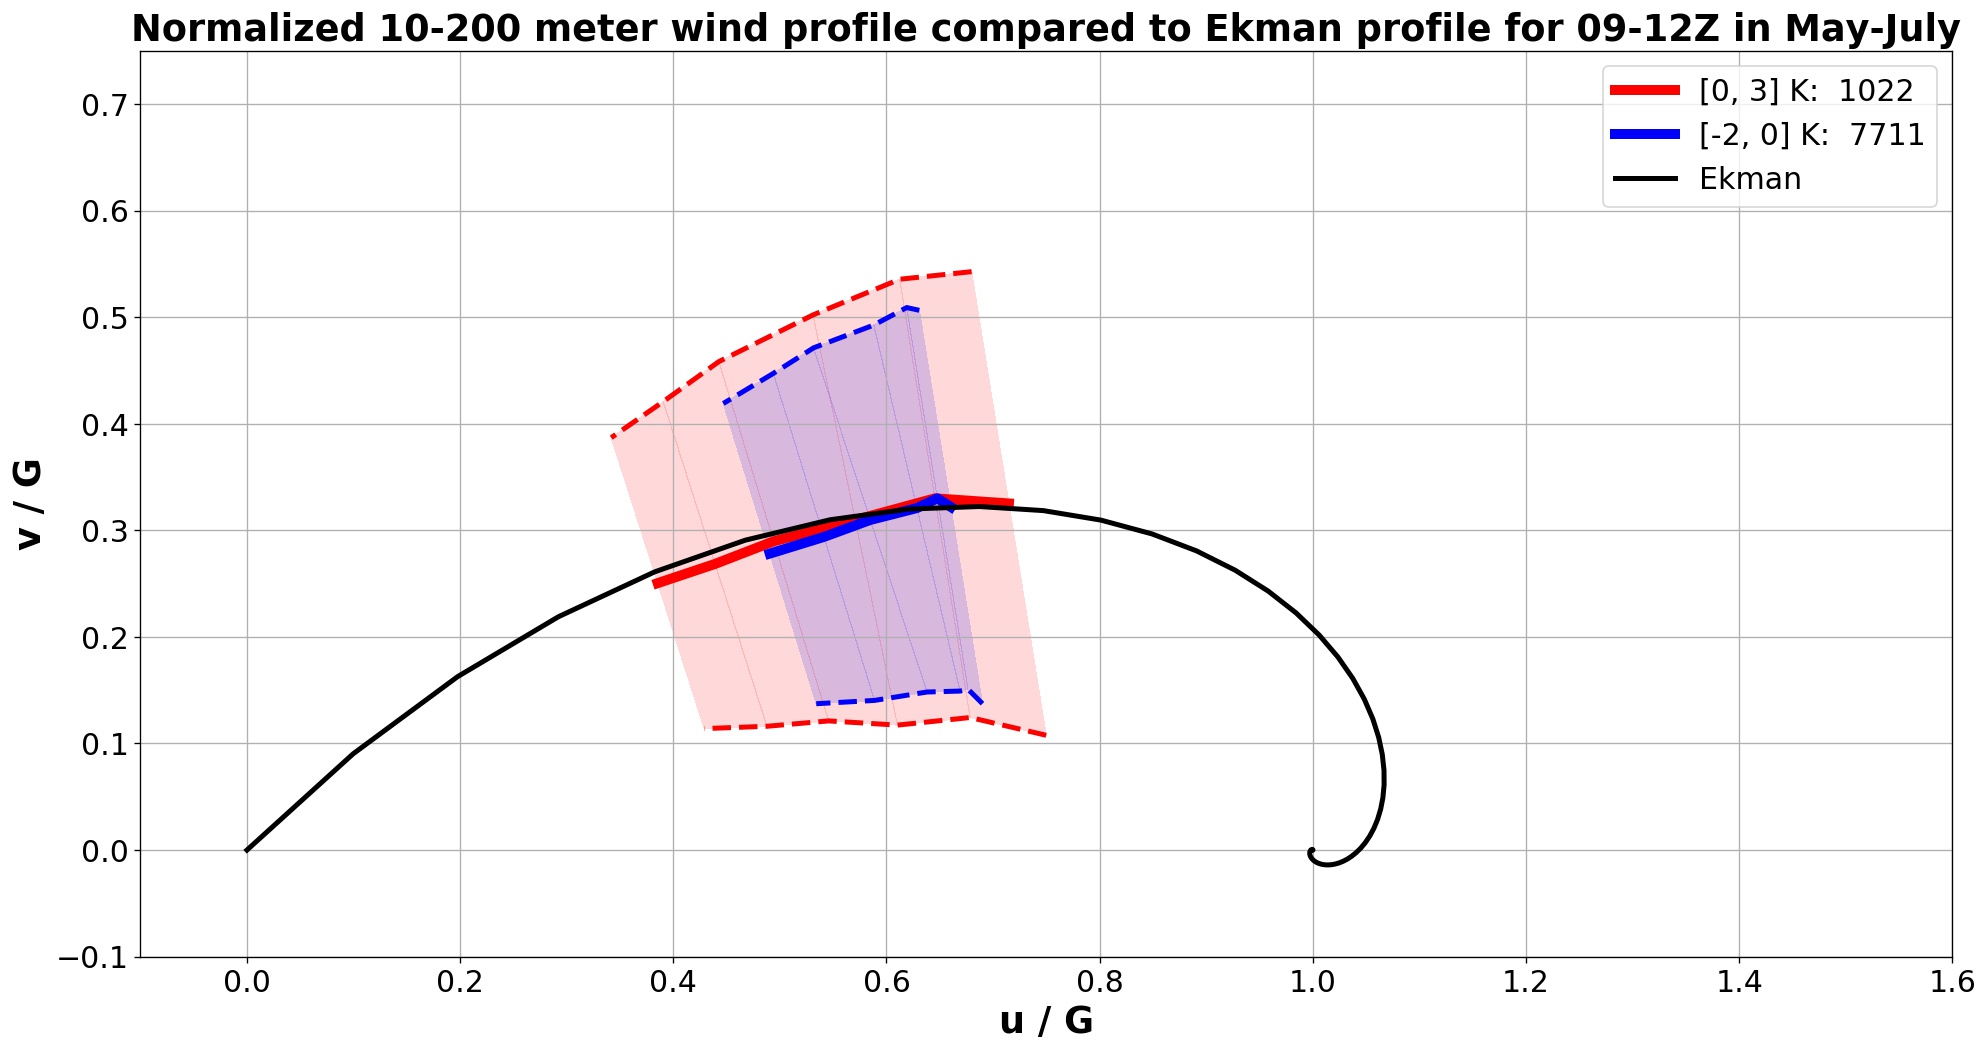 Normalized 10-200 meter wind profile compared to Ekman profile for 09-12Z in May-July
[0, 3] K:  1022
[-2, 0] K:  7711
Ekman
0.7
0.6
0.5
0.4
0.3
0.2
0.1
0.0
−0.1
v / G
0.0 0.2 0.4 0.6 0.8 1.0 1.2 1.4 1.6
u / G